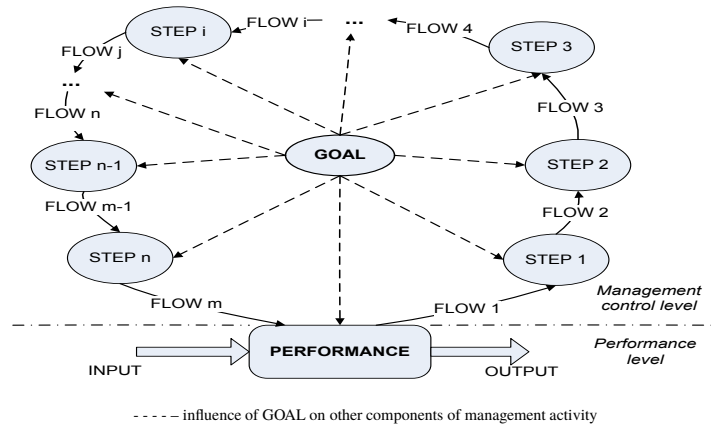 STEP i
FLOW i
...
FLOW 4
STEP 3
FLOW j
...
FLOW 3
FLOW n
GOAL
STEP n-1
STEP 2
FLOW m-1
FLOW 2
STEP n
STEP 1
FLOW m
FLOW 1
Management
control level
PERFORMANCE
Performance
level
INPUT
OUTPUT
- - - - – influence of GOAL on other components of management activity